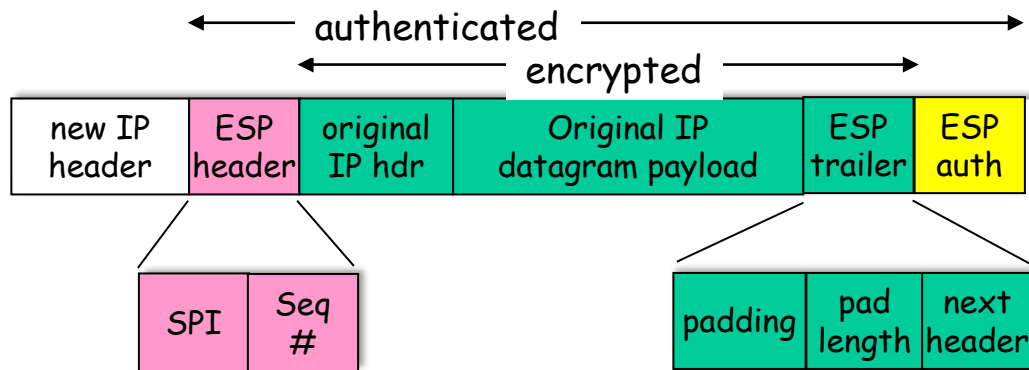 authenticated
encrypted
new IP
header
ESP
header
original
IP hdr
Original IP
datagram payload
ESP
trailer
ESP
auth
SPI
Seq
#
padding
pad
length
next
header